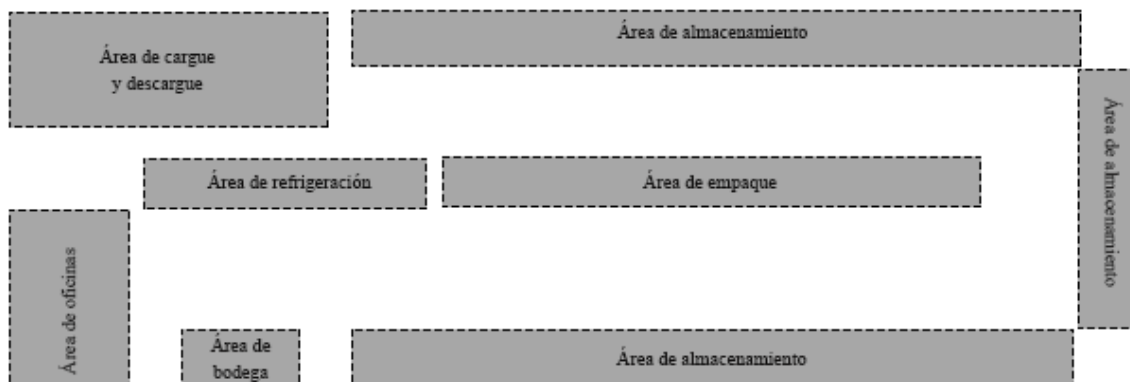 Área de almacenamiento
Área de cargue
y descargue
Área de almacenamiento
Área de refrigeración
Área de empaque
Área de oficinas
Área de
bodega
Área de almacenamiento